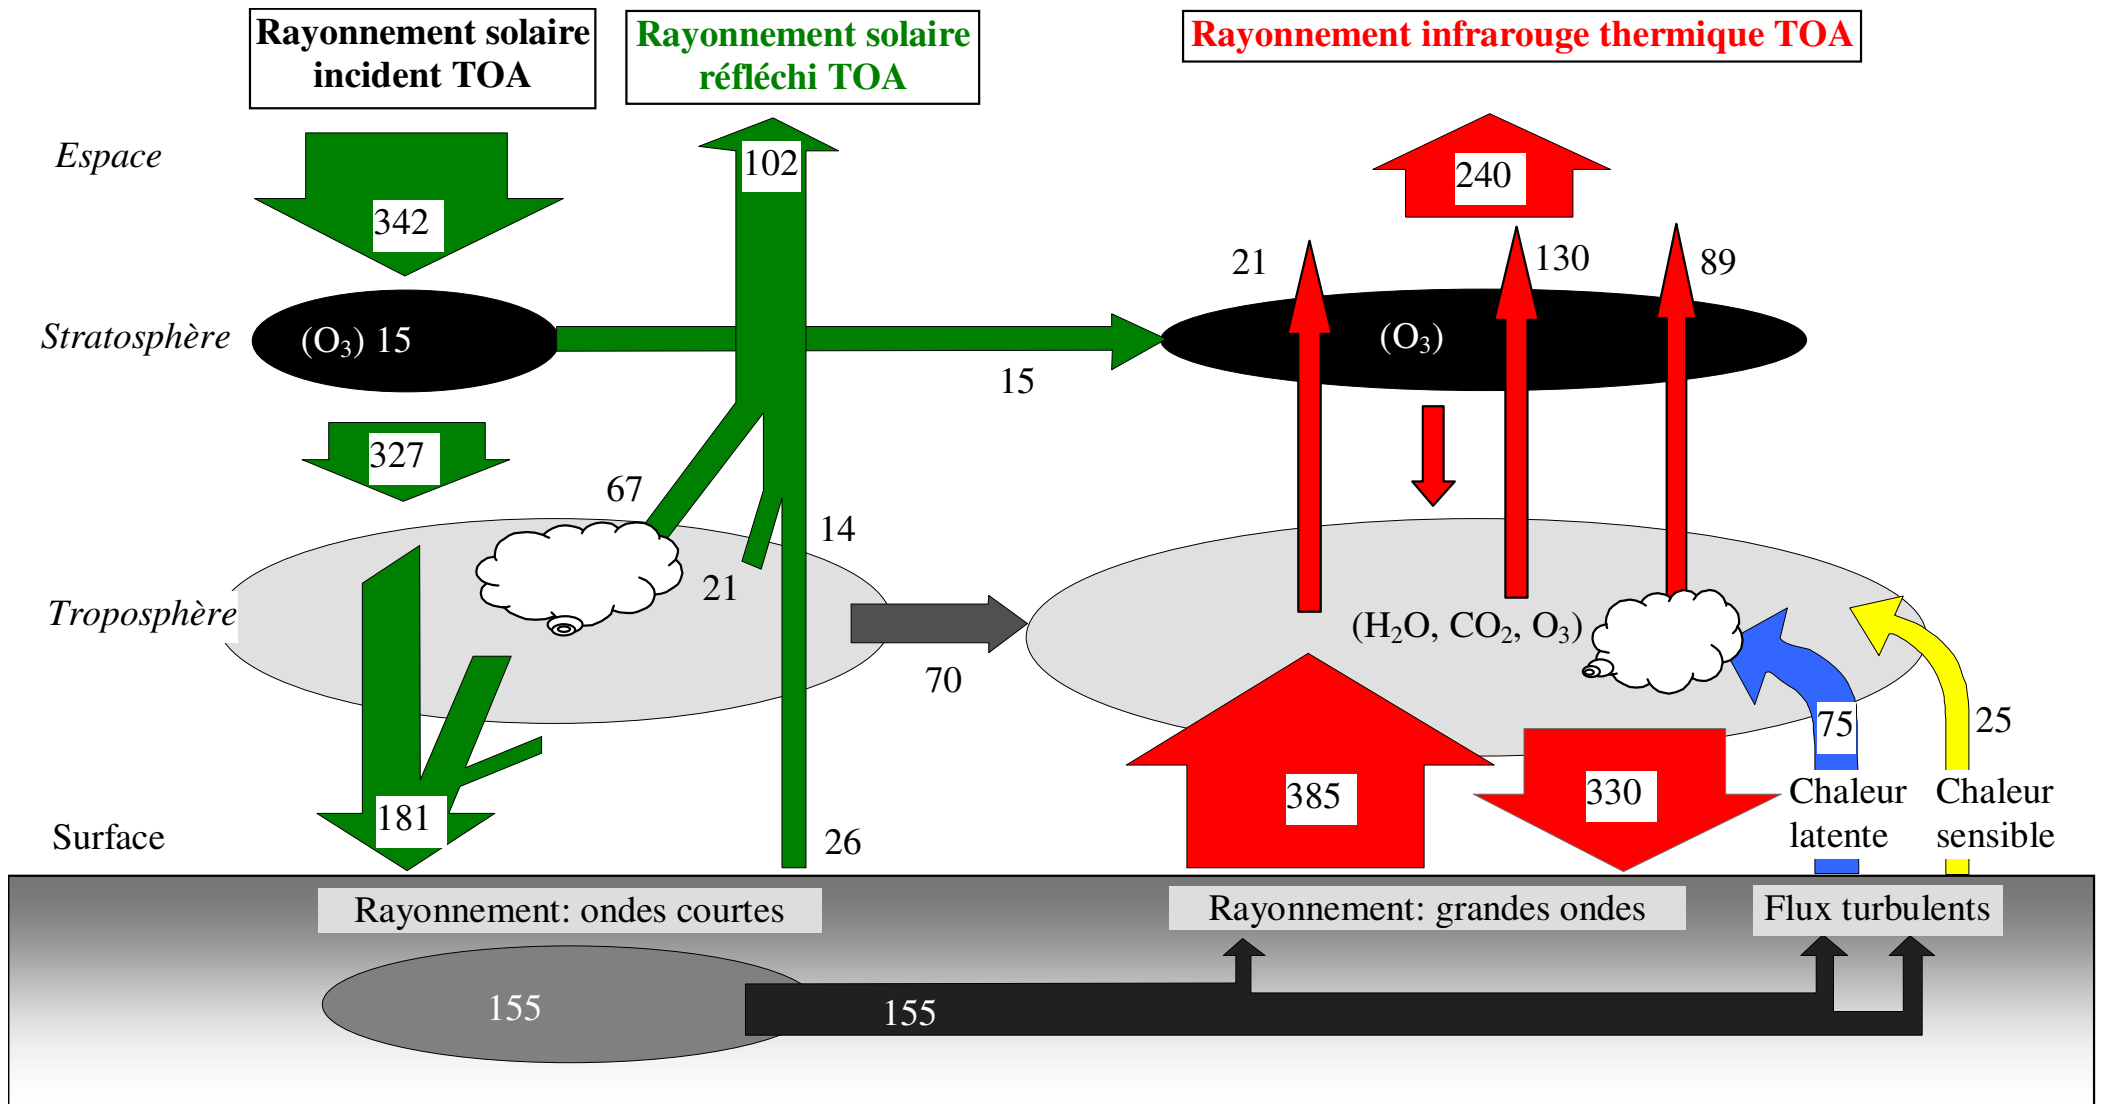 Rayonnement solaire
incident TOA
Rayonnement solaire
réfléchi TOA
Rayonnement infrarouge thermique TOA
Espace
342
102
240
21
130
89
Stratosphère
(O₃) 15
15
(O₃)
327
67
14
21
Troposphère
70
(H₂O, CO₂, O₃)
75
25
181
385
330
Chaleur
latente
Chaleur
sensible
Surface
26
Rayonnement: ondes courtes
Rayonnement: grandes ondes
Flux turbulents
155
155